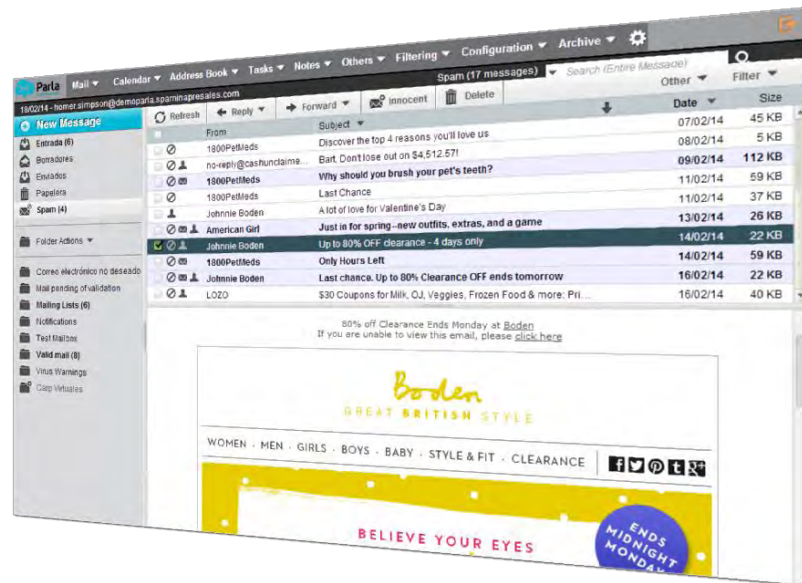 Parla Mail Calendar Address Book Tasks Notes Others Filtering Configuration Archive
18/02/14 - homer.simpson@demoparla.spaminapresales.com
Spam (17 messages) Search (Entire Message)
New Message
Entrada (6)
Borradores
Enviados
Papelera
Spam (4)
Folder Actions
Correo electrónico no deseado
Mail pending of validation
Mailing Lists (6)
Notifications
Test Mailbox
Valid mail (8)
Virus Warnings
Carp Virtuales
Refresh Reply Forward Innocent Delete Other Filter
From Subject Date Size
1800PetMeds Discover the top 4 reasons you'll love us 07/02/14 45 KB
no-reply@cashunclaime... Bart, Don't lose out on $4,512.57! 08/02/14 5 KB
1800PetMeds Why should you brush your pet's teeth? 09/02/14 112 KB
1800PetMeds Last Chance 11/02/14 59 KB
Johnnie Boden A lot of love for Valentine's Day 11/02/14 37 KB
American Girl Just in for spring--new outfits, extras, and a game 13/02/14 26 KB
Johnnie Boden Up to 80% OFF clearance - 4 days only 14/02/14 22 KB
1800PetMeds Only Hours Left 14/02/14 59 KB
Johnnie Boden Last chance. Up to 80% Clearance OFF ends tomorrow 16/02/14 22 KB
LOZO $30 Coupons for Milk, OJ, Veggies, Frozen Food & more: Pri... 16/02/14 40 KB
80% off Clearance Ends Monday at Boden
If you are unable to view this email, please click here
Boden
GREAT BRITISH STYLE
WOMEN - MEN - GIRLS - BOYS - BABY - STYLE & FIT - CLEARANCE
BELIEVE YOUR EYES
ENDS
MIDNIGHT
MONDAY